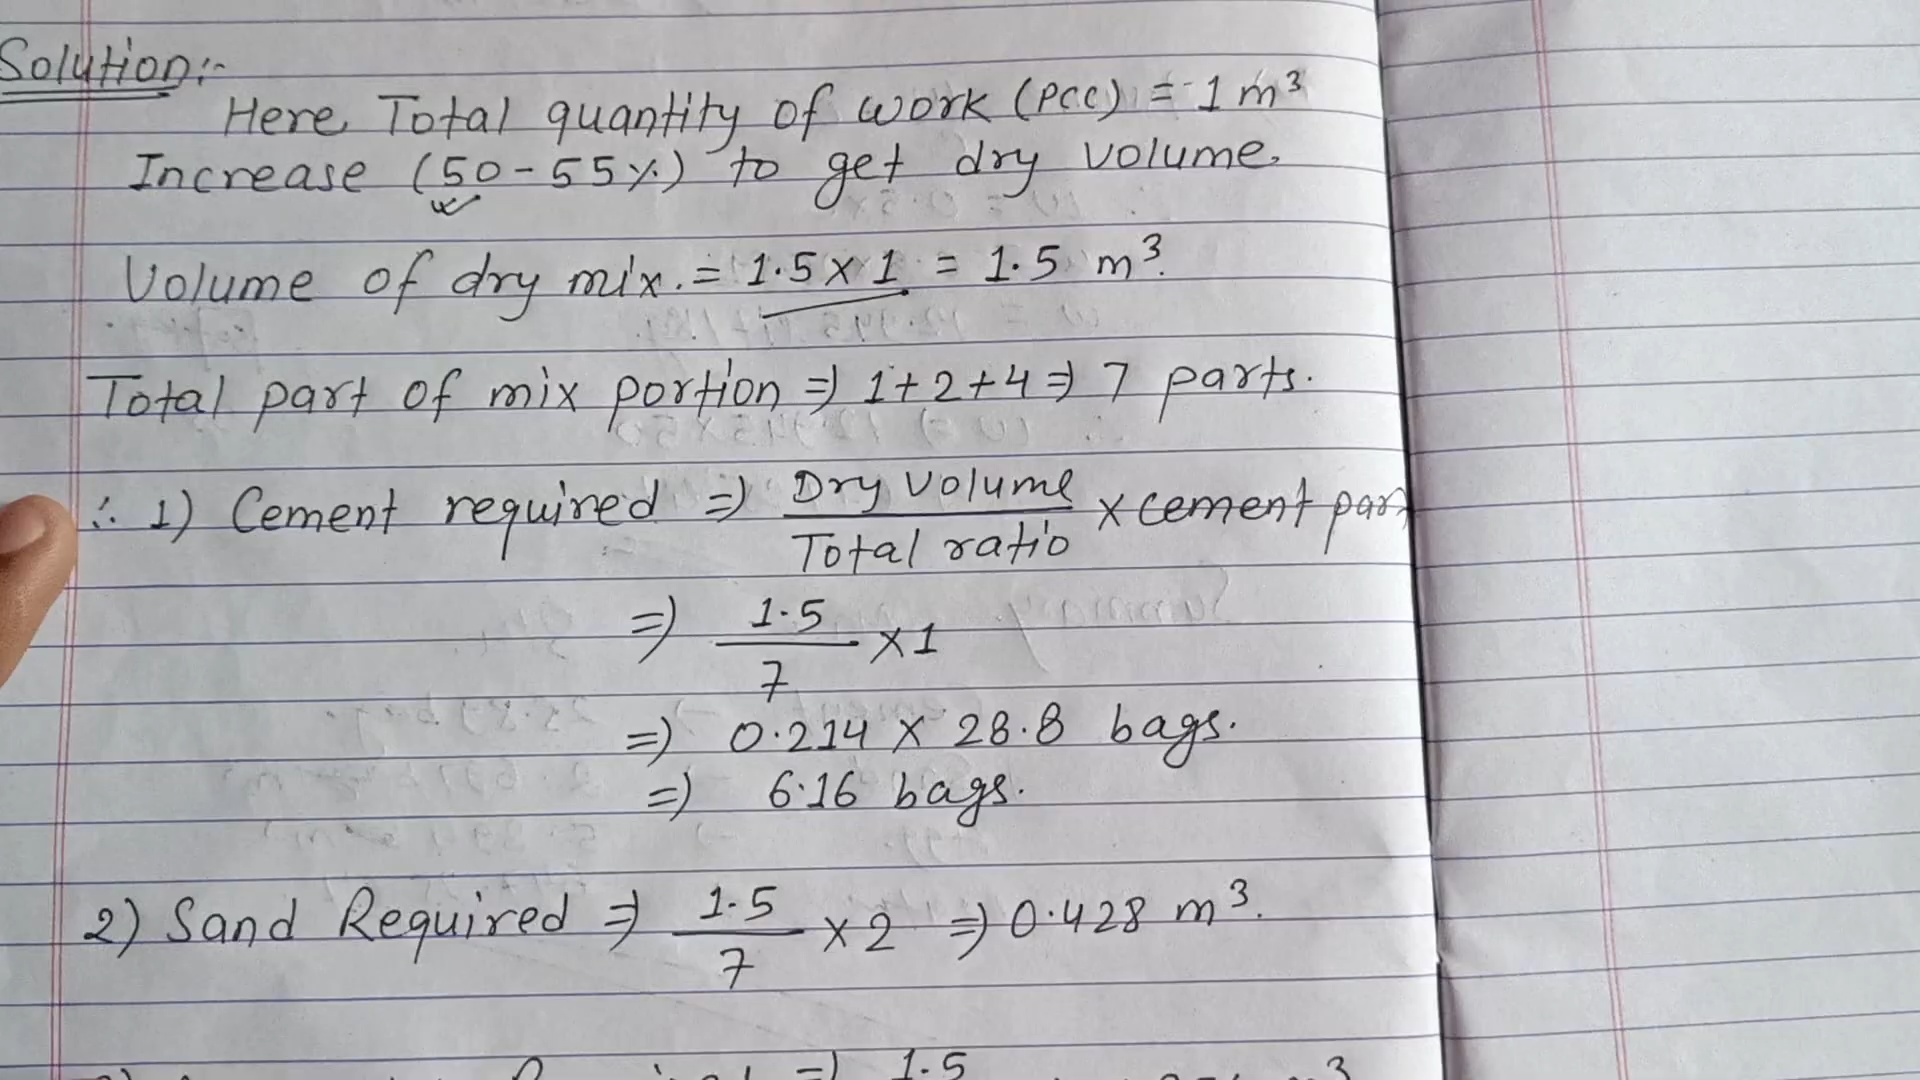 Solution:-
Here, Total quantity of work (PCC) = 1 m³
Increase (50-55%) to get dry volume.
Volume of dry mix. = 1.5 x 1 = 1.5 m³.
Total part of mix portion => 1+2+4 => 7 parts.
∴ 1) Cement required => Dry volume / Total ratio x cement part
=> 1.5 / 7 x 1
=> 0.214 x 28.8 bags.
=> 6.16 bags.
2) Sand Required => 1.5 / 7 x 2 => 0.428 m³.
=> 1.5 m³